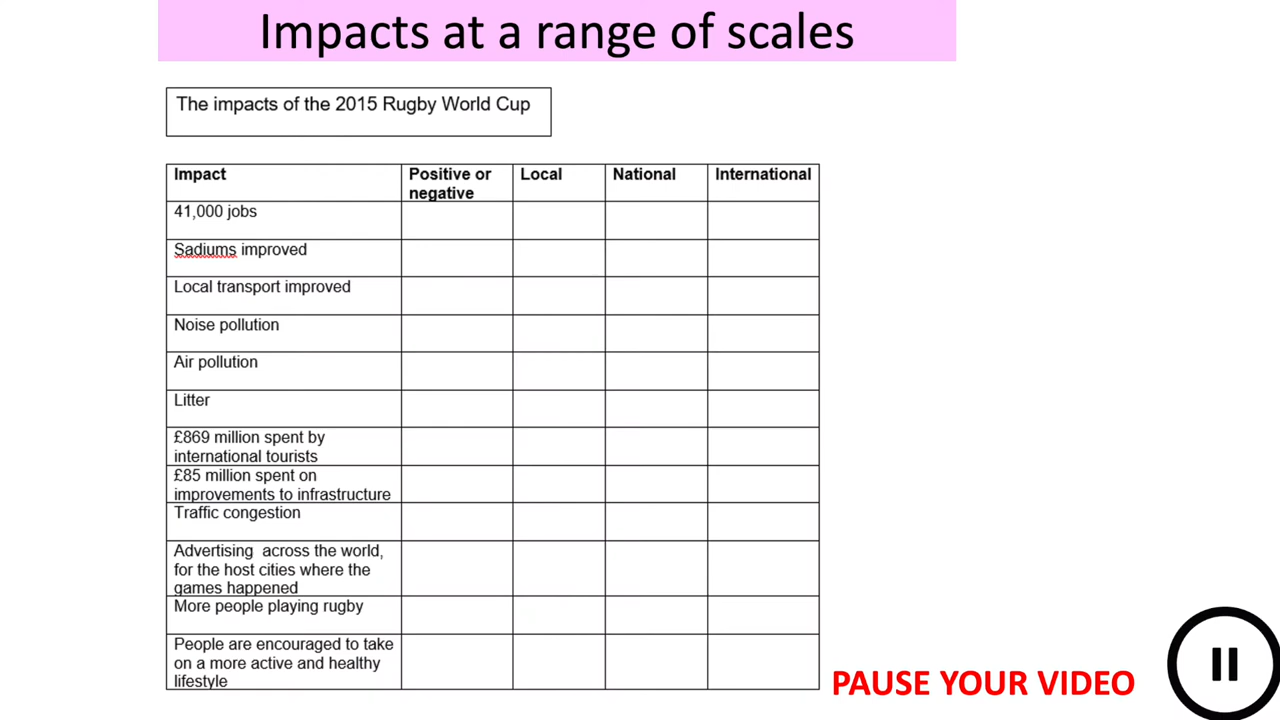 Impacts at a range of scales
The impacts of the 2015 Rugby World Cup
Impact Positive or negative Local National International
41,000 jobs
Sadiums improved
Local transport improved
Noise pollution
Air pollution
Litter
£869 million spent by
international tourists
£85 million spent on
improvements to infrastructure
Traffic congestion
Advertising across the world,
for the host cities where the
games happened
More people playing rugby
People are encouraged to take
on a more active and healthy
lifestyle
PAUSE YOUR VIDEO